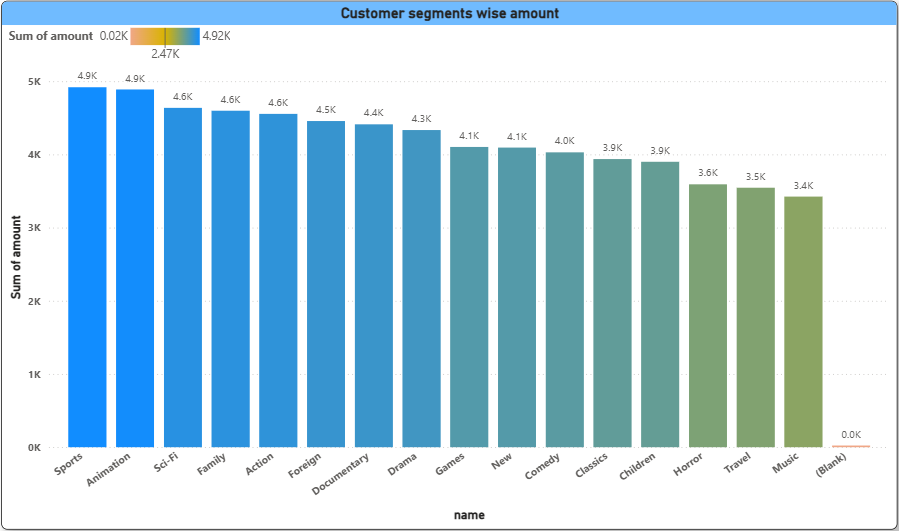 Customer segments wise amount
Sum of amount 0.02K 4.92K
2.47K
Sum of amount
5K
4K
3K
2K
1K
0K
4.9K 4.9K 4.6K 4.6K 4.6K 4.5K 4.4K 4.3K 4.1K 4.1K 4.0K 3.9K 3.9K 3.6K 3.5K 3.4K 0.0K
Sports Animation Sci-Fi Family Action Foreign Documentary Drama Games New Comedy Classics Children Horror Travel Music (Blank)
name